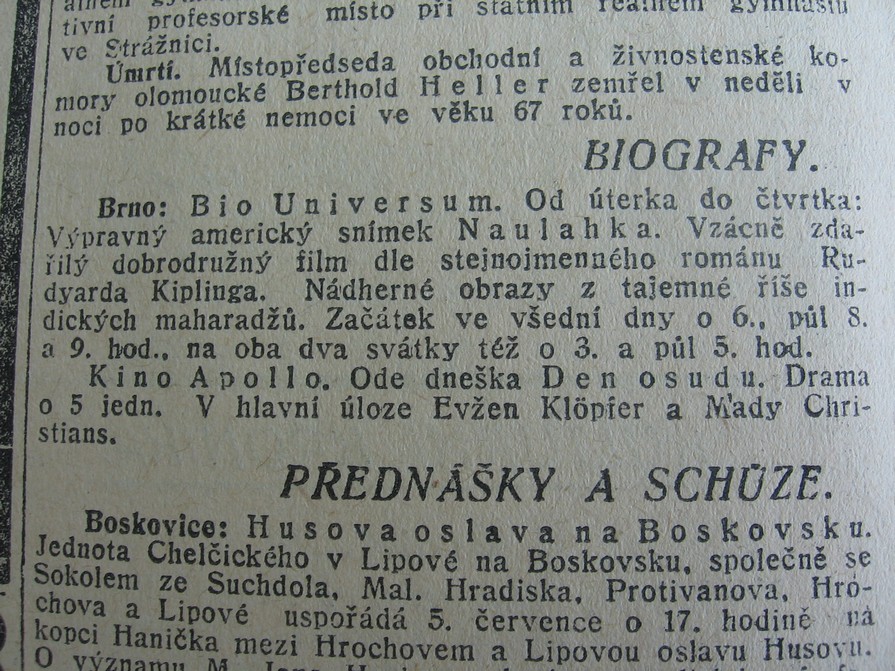 tivní profesorské místo při státním reálném gymnasiu
ve Strážnici.
Úmrtí. Místopředseda obchodní a živnostenské ko-
mory olomoucké Berthold Heller zemřel v neděli v
noci po krátké nemoci ve věku 67 roků.
BIOGRAFY.
Brno: Bio Universum. Od úterka do čtvrtka:
Výpravný americký snímek Naulahka. Vzácně zda-
řilý dobrodružný film dle stejnojmenného románu Ru-
dyarda Kiplinga. Nádherné obrazy z tajemné říše in-
dických maharadžů. Začátek ve všední dny o 6., půl 8.
a 9. hod., na oba dva svátky též o 3. a půl 5. hod.
Kino Apollo. Ode dneška Den osudu. Drama
o 5 jedn. V hlavní úloze Evžen Klöpfer a Mady Chri-
stians.
PŘEDNÁŠKY A SCHŮZE.
Boskovice: Husova oslava na Boskovsku.
Jednota Chelčického v Lipové na Boskovsku, společně se
Sokolem ze Suchdola, Mal. Hradiska, Protivanova, Hro-
chova a Lipové uspořádá 5. července o 17. hodině na
kopci Hanička mezi Hrochovem a Lipovou oslavu Husovu.
O významu M. Jana